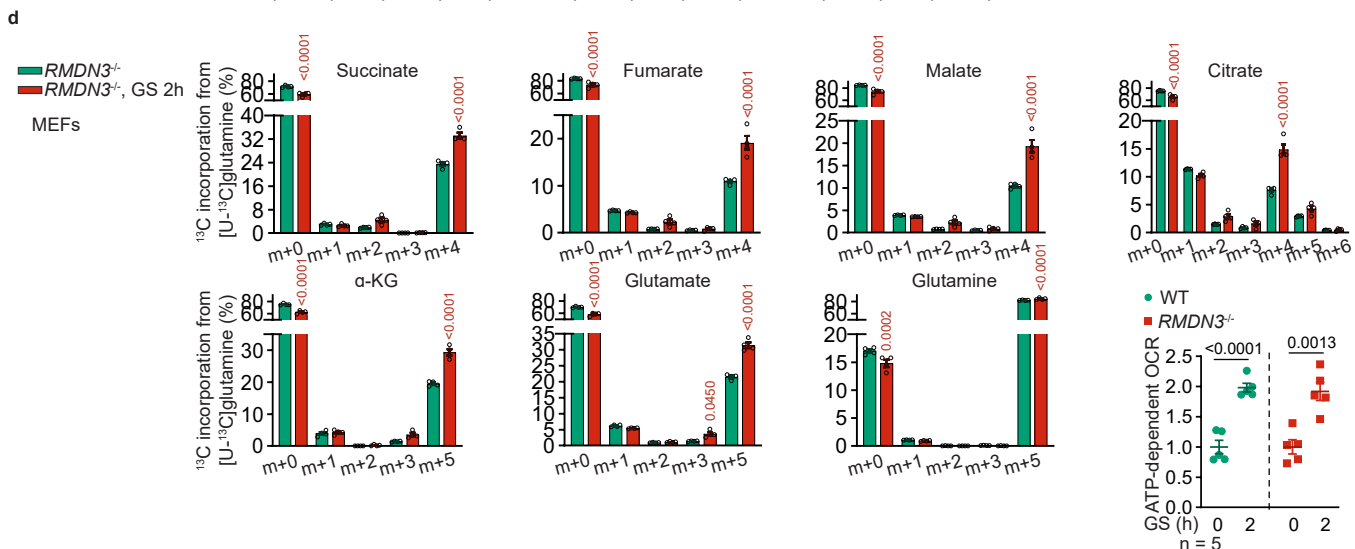 d
RMDN3-/-
RMDN3-/-, GS 2h
MEFs
13C incorporation from
[U-13C]glutamine (%)
Succinate
<0.0001
<0.0001
80
60
40
32
24
16
8
0
m+0 m+1 m+2 m+3 m+4
Fumarate
<0.0001
<0.0001
80
60
20
10
0
m+0 m+1 m+2 m+3 m+4
Malate
<0.0001
<0.0001
80
60
25
20
15
10
5
0
m+0 m+1 m+2 m+3 m+4
Citrate
<0.0001
<0.0001
80
60
20
15
10
5
0
m+0 m+1 m+2 m+3 m+4 m+5 m+6
13C incorporation from
[U-13C]glutamine (%)
α-KG
<0.0001
<0.0001
80
60
30
20
10
0
m+0 m+1 m+2 m+3 m+5
Glutamate
<0.0001
0.0450
<0.0001
80
60
35
30
25
20
15
10
5
0
m+0 m+1 m+2 m+3 m+5
Glutamine
0.0002
<0.0001
80
60
20
15
10
5
0
m+0 m+1 m+2 m+3 m+5
WT
RMDN3-/-
<0.0001 0.0013
ATP-dependent OCR
2.5
2.0
1.5
1.0
0.5
0.0
GS (h) 0 2 0 2
n = 5